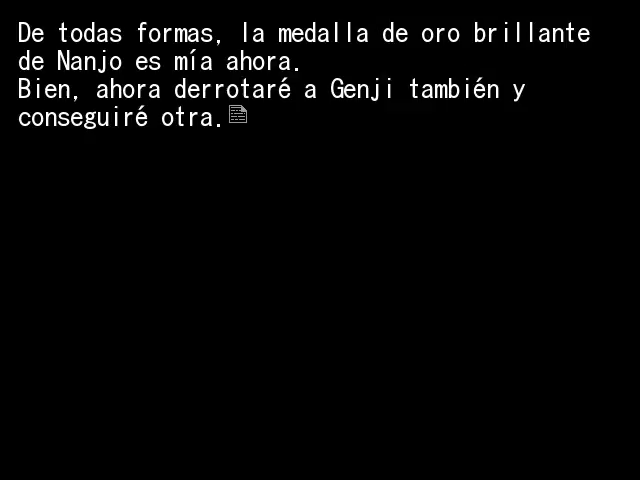 De todas formas, la medalla de oro brillante
de Nanjo es mía ahora.
Bien, ahora derrotaré a Genji también y
conseguiré otra.